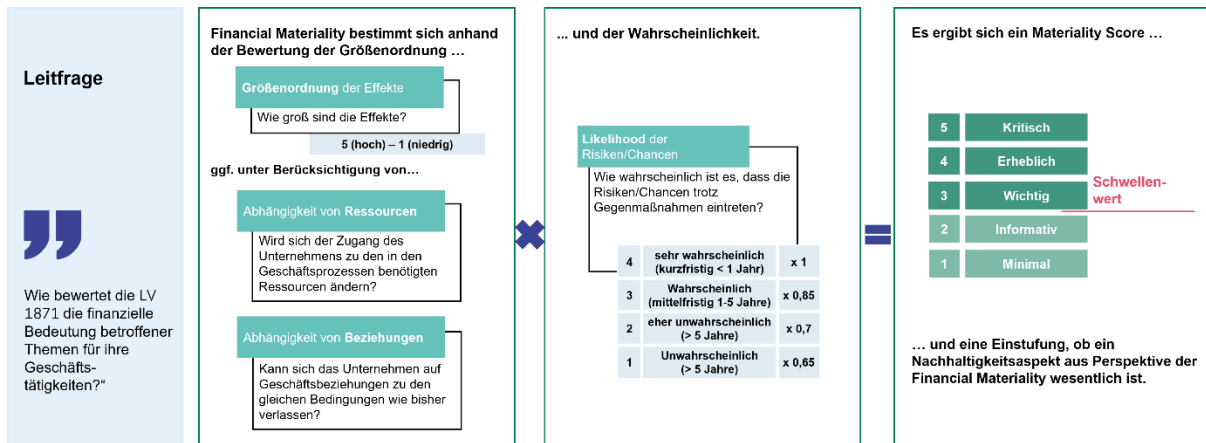 Leitfrage
Wie bewertet die LV
1871 die finanzielle
Bedeutung betroffener
Themen für ihre
Geschäfts-
tätigkeiten?“
Financial Materiality bestimmt sich anhand
der Bewertung der Größenordnung …
Größenordnung der Effekte
Wie groß sind die Effekte?
5 (hoch) – 1 (niedrig)
ggf. unter Berücksichtigung von…
Abhängigkeit von Ressourcen
Wird sich der Zugang des
Unternehmens zu den in den
Geschäftsprozessen benötigten
Ressourcen ändern?
Abhängigkeit von Beziehungen
Kann sich das Unternehmen auf
Geschäftsbeziehungen zu den
gleichen Bedingungen wie bisher
verlassen?
... und der Wahrscheinlichkeit.
Likelihood der
Risiken/Chancen
Wie wahrscheinlich ist es, dass die
Risiken/Chancen trotz
Gegenmaßnahmen eintreten?
4 sehr wahrscheinlich
(kurzfristig < 1 Jahr) x 1
3 Wahrscheinlich
(mittelfristig 1-5 Jahre) x 0,85
2 eher unwahrscheinlich
(> 5 Jahre) x 0,7
1 Unwahrscheinlich
(> 5 Jahre) x 0,65
Es ergibt sich ein Materiality Score …
5 Kritisch
4 Erheblich
3 Wichtig
Schwellen-
wert
2 Informativ
1 Minimal
… und eine Einstufung, ob ein
Nachhaltigkeitsaspekt aus Perspektive der
Financial Materiality wesentlich ist.